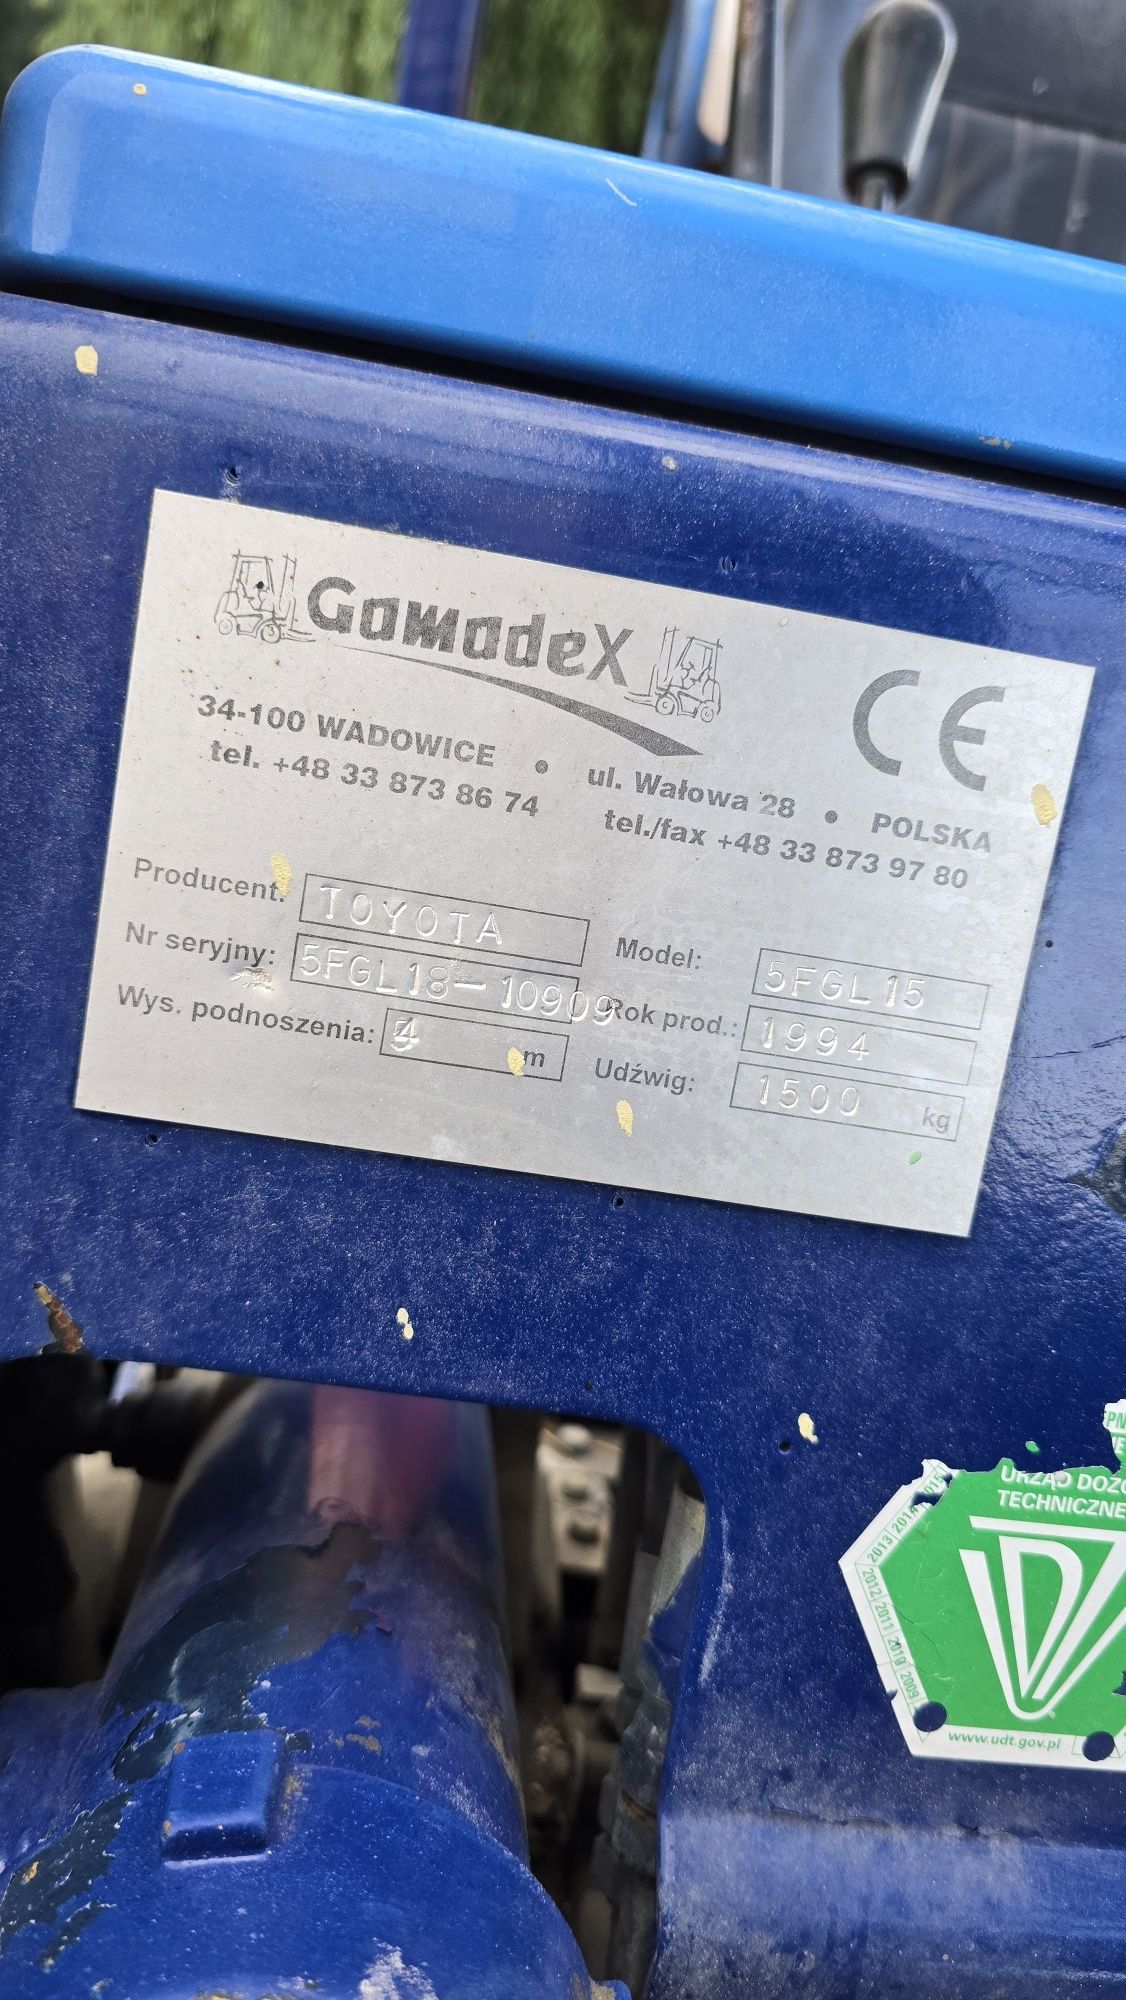 GamadeX
CE
34-100 WADOWICE • ul. Wałowa 28 • POLSKA
tel. +48 33 873 86 74 tel./fax +48 33 873 97 80
Producent: TOYOTA Model: 5FGL15
Nr seryjny: 5FGL18-10909 Rok prod.: 1994
Wys. podnoszenia: m Udźwig: 1500 kg
URZĄD DOZO
TECHNICZNE
2015
2014
2013
2012
2011
2010
2009
UDT
www.udt.gov.pl